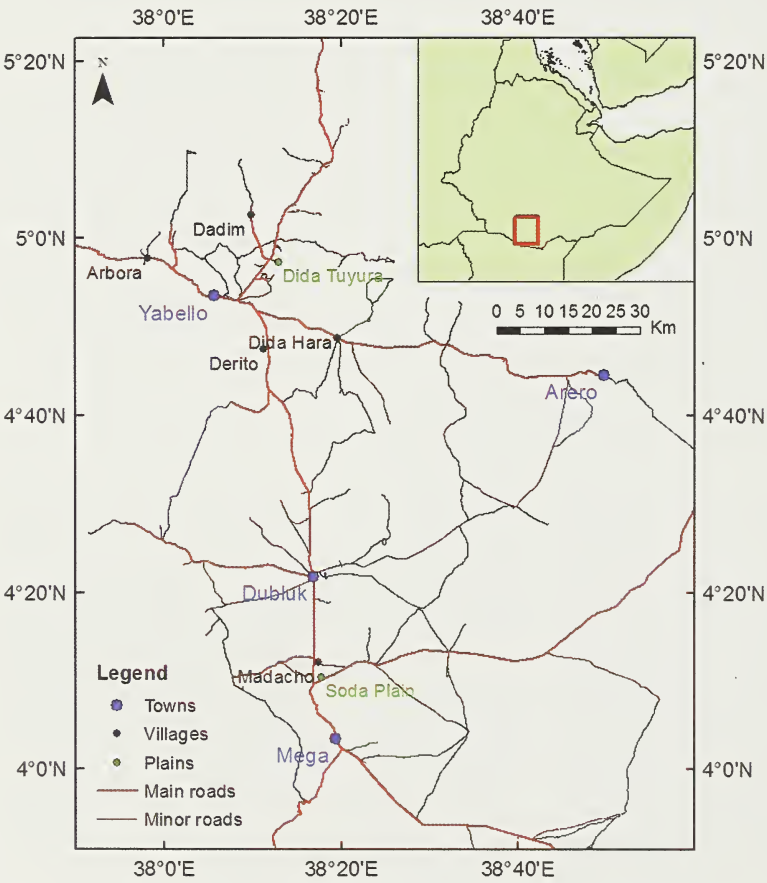 38°0'E 38°20'E 38°40'E
5°20'N 5°20'N
N
Dadim
5°0'N 5°0'N
Arbora
Dida Tuyura
Yabello
0 5 10 15 20 25 30
Km
Dida Hara
Derito
Arero
4°40'N 4°40'N
4°20'N 4°20'N
Dubluk
Legend
Madacho
Soda Plain
Towns
Villages
Mega
Plains
4°0'N 4°0'N
Main roads
Minor roads
38°0'E 38°20'E 38°40'E